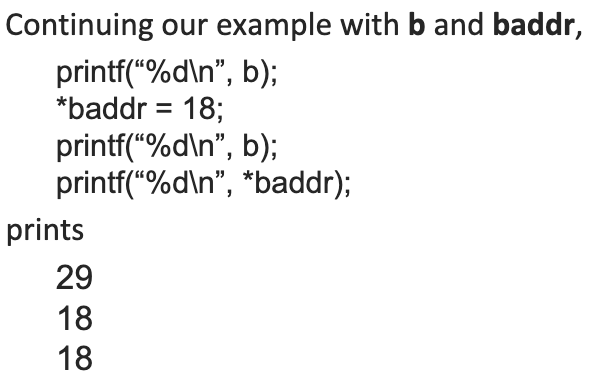 Continuing our example with b and baddr,
printf(“%d\n”, b);
*baddr = 18;
printf(“%d\n”, b);
printf(“%d\n”, *baddr);
prints
29
18
18